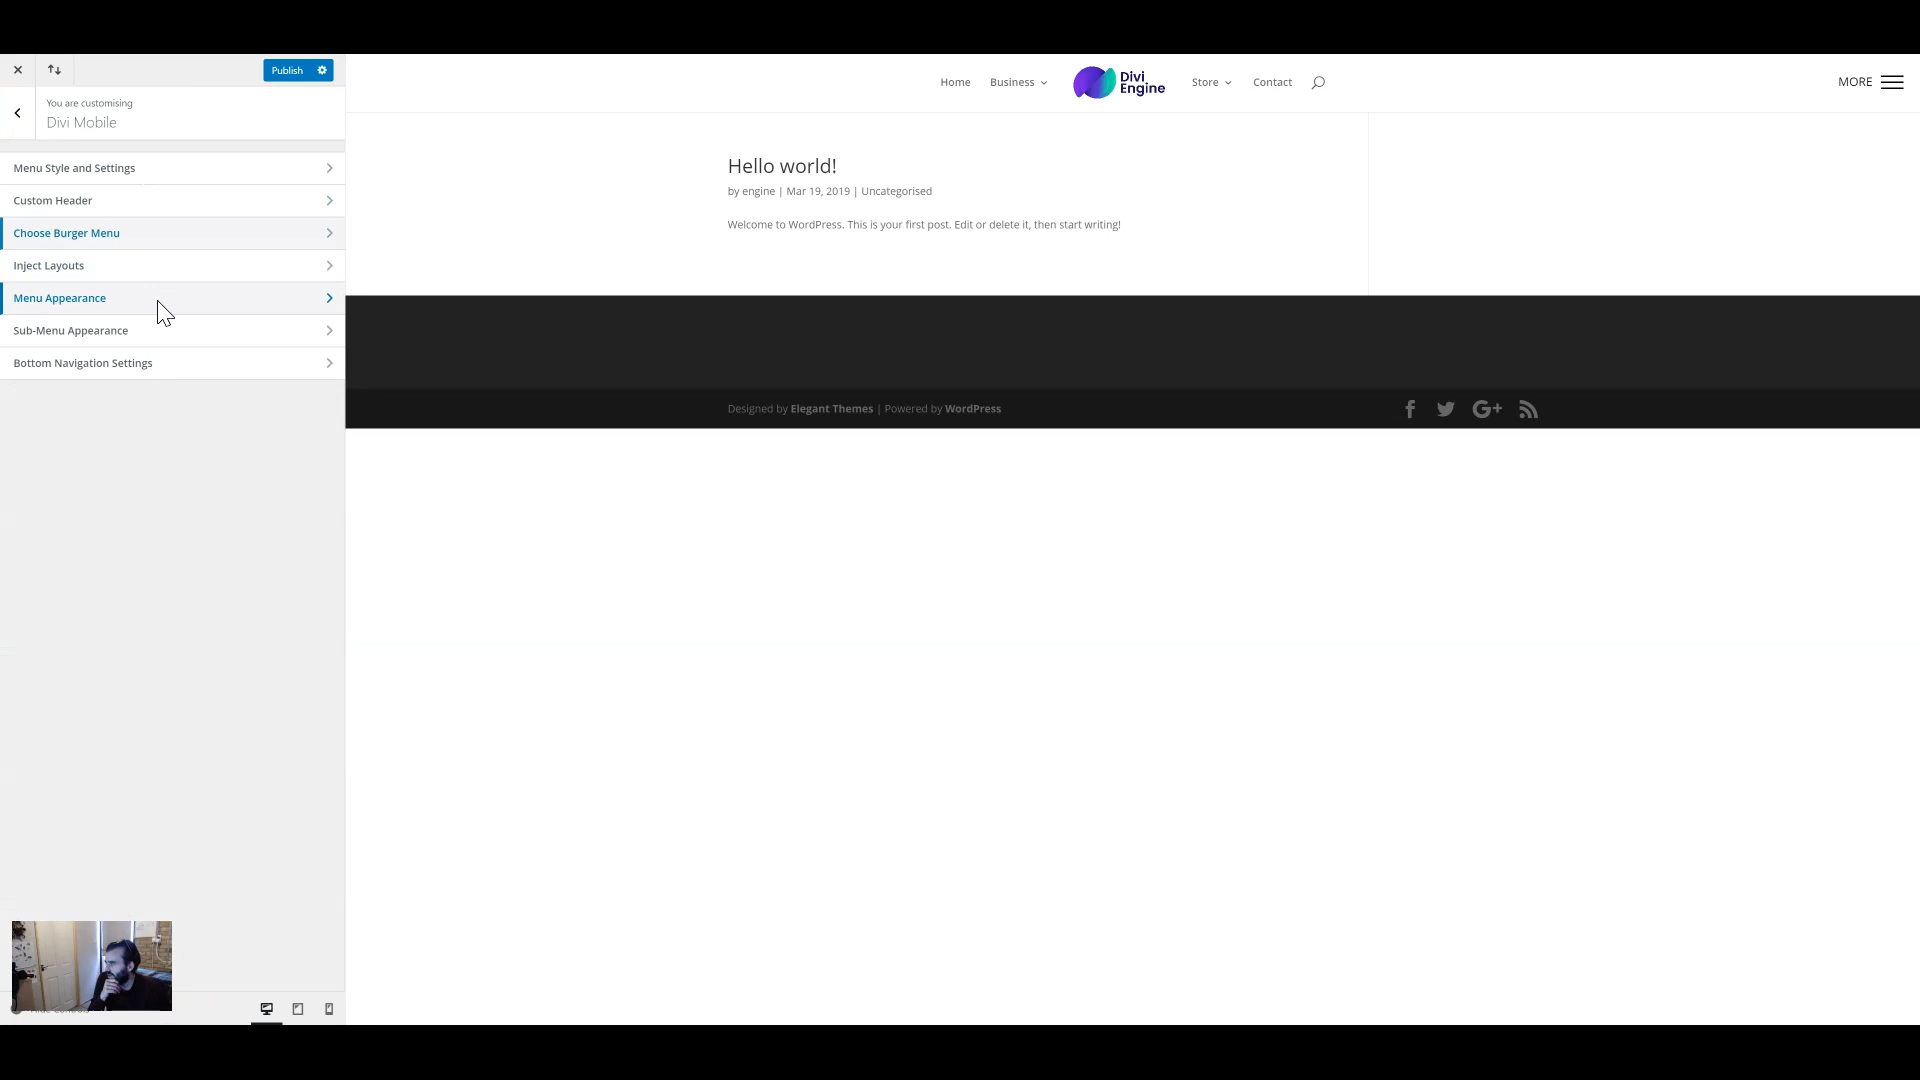 Publish
You are customising
Divi Mobile
Menu Style and Settings
Custom Header
Choose Burger Menu
Inject Layouts
Menu Appearance
Sub-Menu Appearance
Bottom Navigation Settings
Home Business Divi Engine Store Contact MORE
Hello world!
by engine | Mar 19, 2019 | Uncategorised
Welcome to WordPress. This is your first post. Edit or delete it, then start writing!
Designed by Elegant Themes | Powered by WordPress